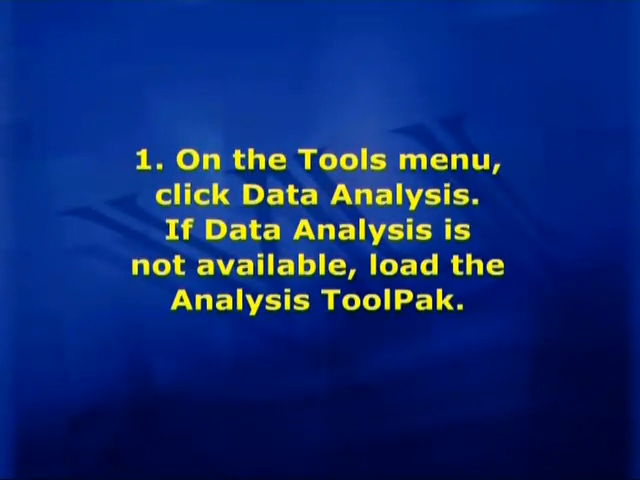 1. On the Tools menu,
click Data Analysis.
If Data Analysis is
not available, load the
Analysis ToolPak.